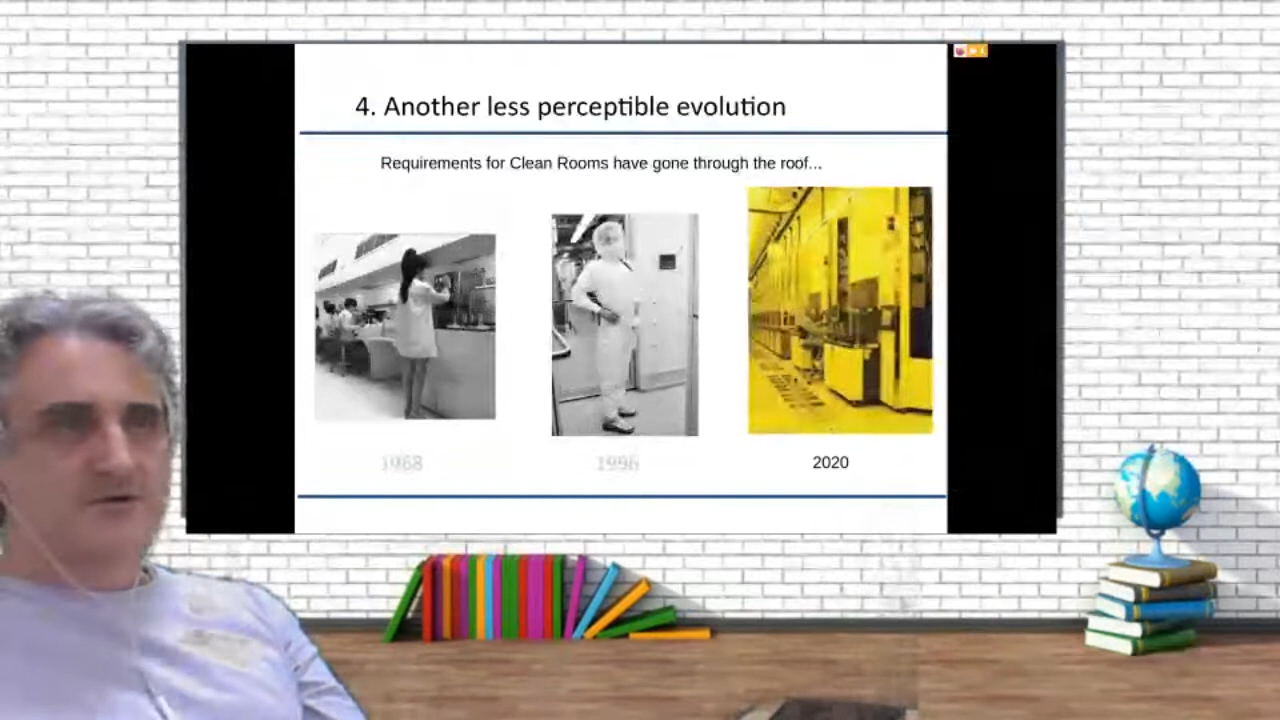 4. Another less perceptible evolution
Requirements for Clean Rooms have gone through the roof...
1968
1996
2020